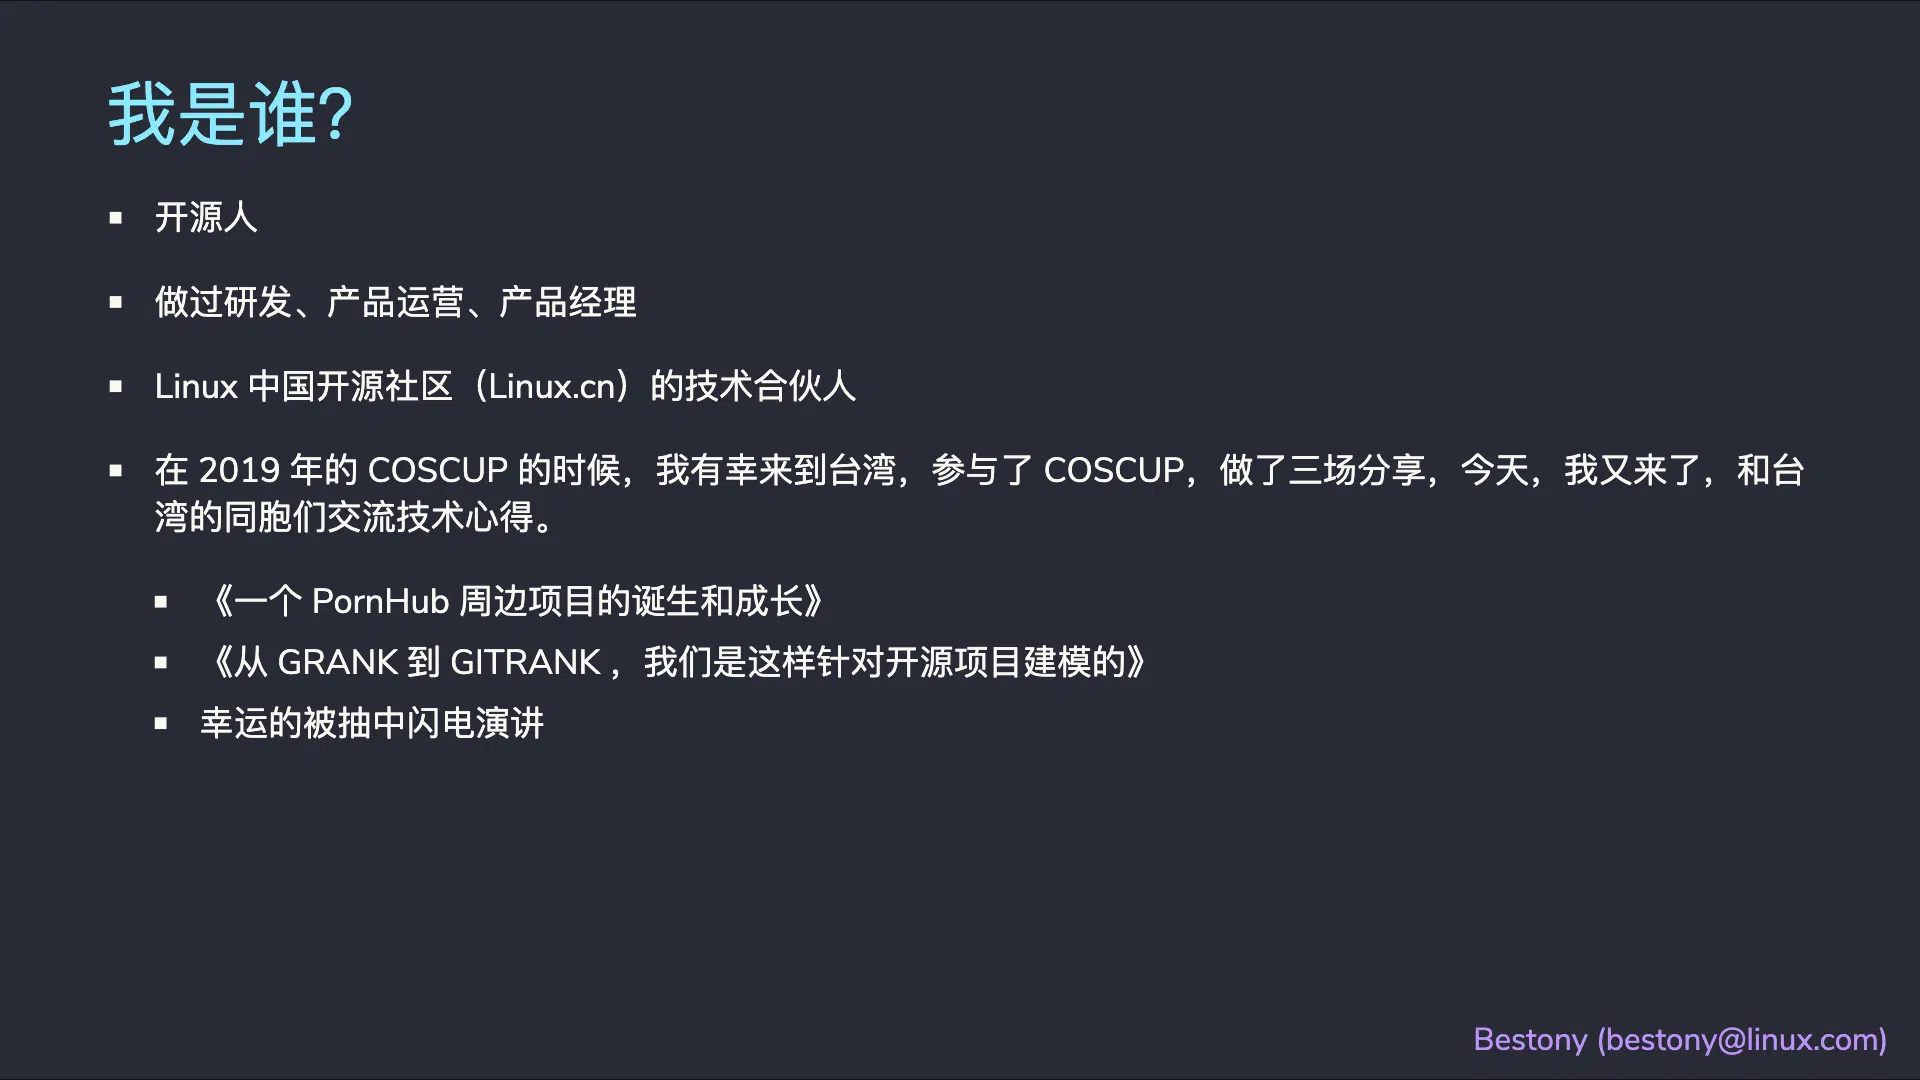 我是谁？
开源人
做过研发、产品运营、产品经理
Linux 中国开源社区（Linux.cn）的技术合伙人
在 2019 年的 COSCUP 的时候，我有幸来到台湾，参与了 COSCUP，做了三场分享，今天，我又来了，和台
湾的同胞们交流技术心得。
《一个 PornHub 周边项目的诞生和成长》
《从 GRANK 到 GITRANK ，我们是这样针对开源项目建模的》
幸运的被抽中闪电演讲
Bestony (bestony@linux.com)